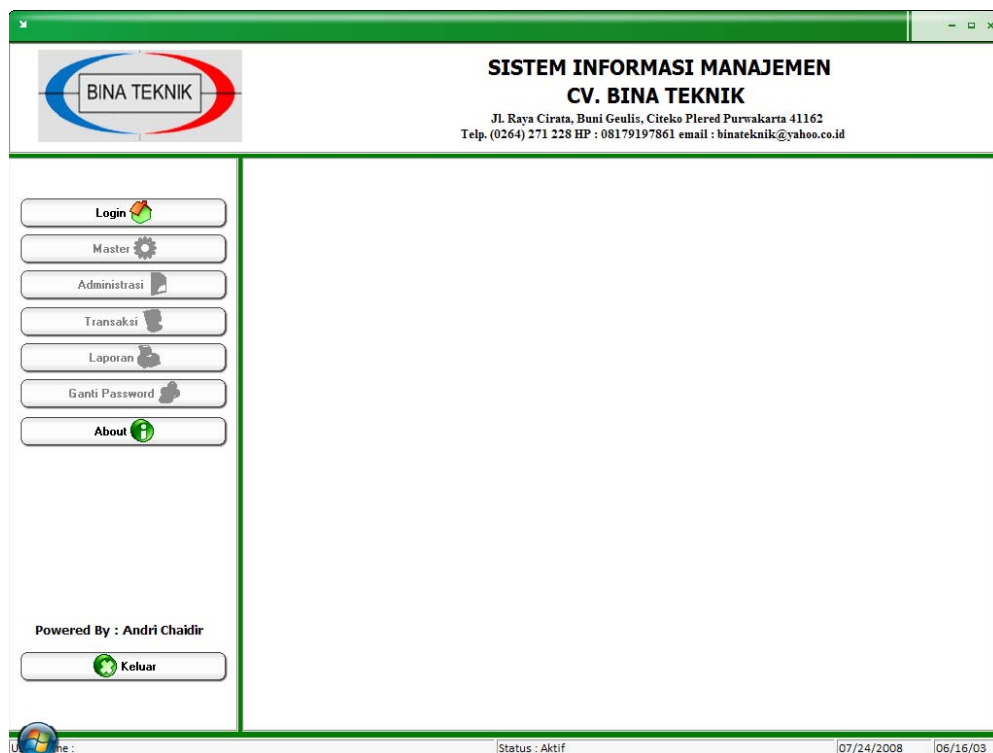 BINA TEKNIK
SISTEM INFORMASI MANAJEMEN
CV. BINA TEKNIK
Jl. Raya Cirata, Buni Geulis, Citeko Plered Purwakarta 41162
Telp. (0264) 271 228 HP : 08179197861 email : binateknik@yahoo.co.id
Login
Master
Administrasi
Transaksi
Laporan
Ganti Password
About
Powered By : Andri Chaidir
Keluar
Status : Aktif
07/24/2008
06/16/03